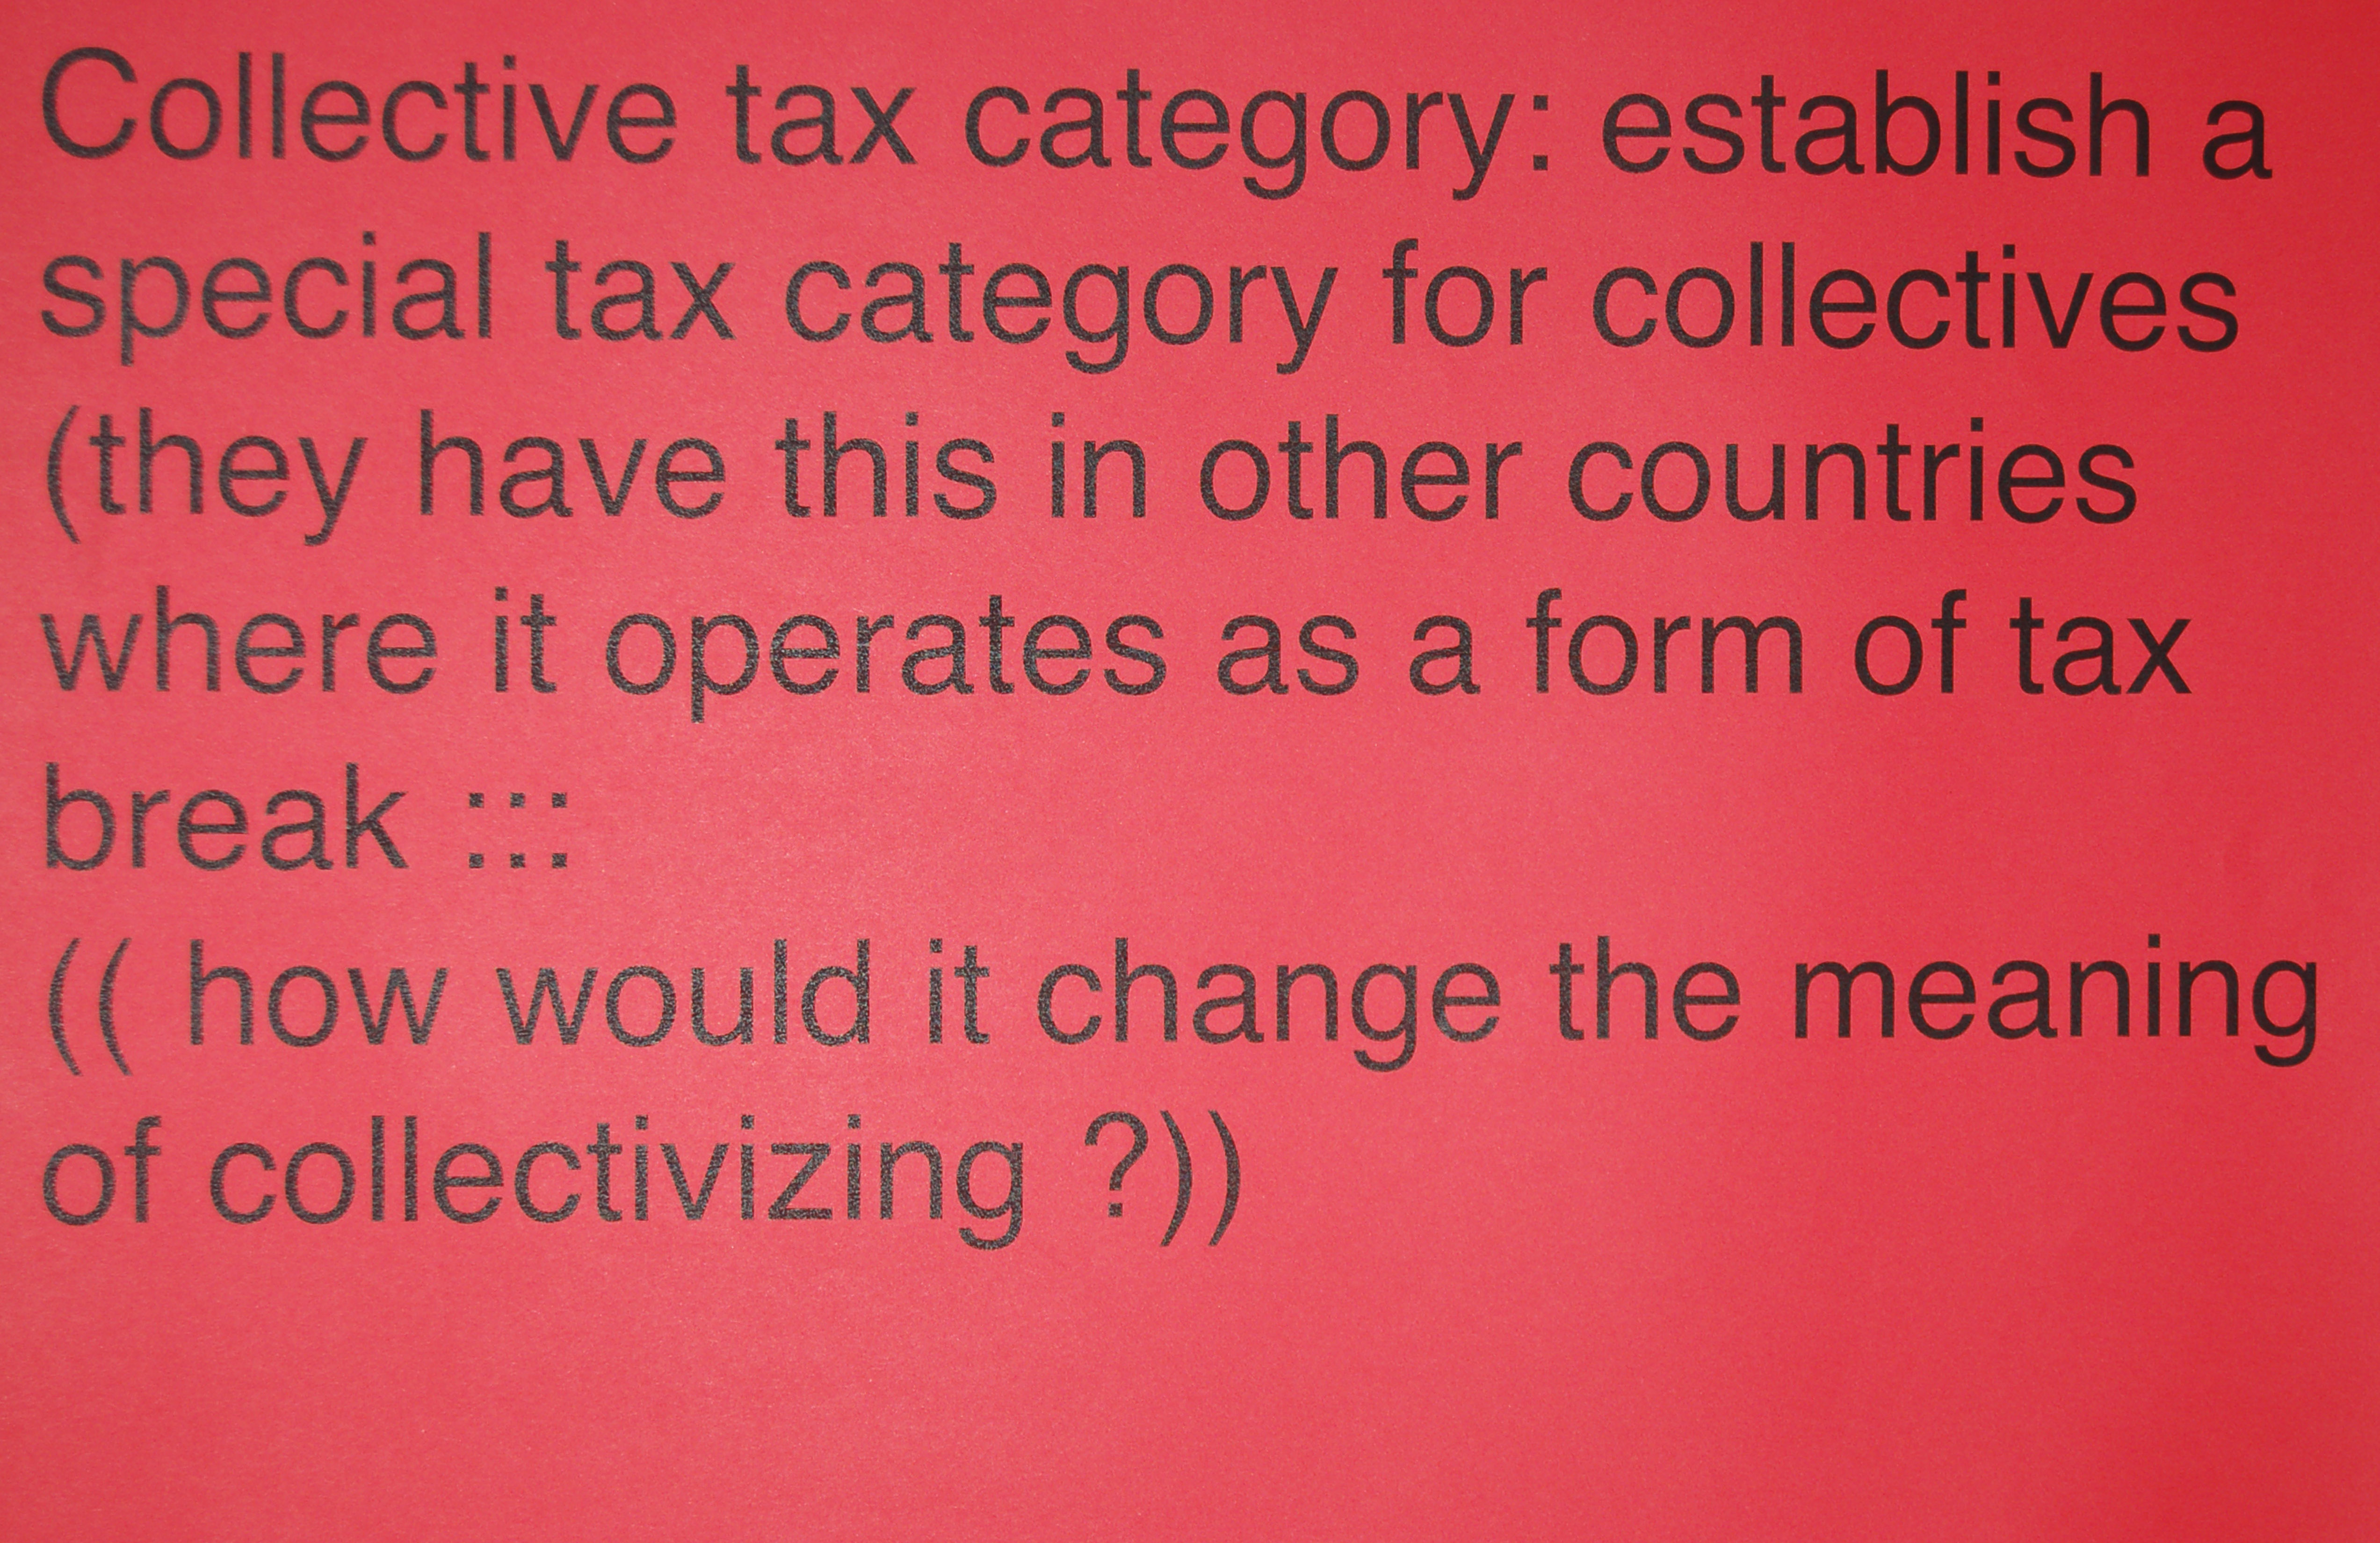 Collective tax category: establish a
special tax category for collectives
(they have this in other countries
where it operates as a form of tax
break :::
(( how would it change the meaning
of collectivizing ?))